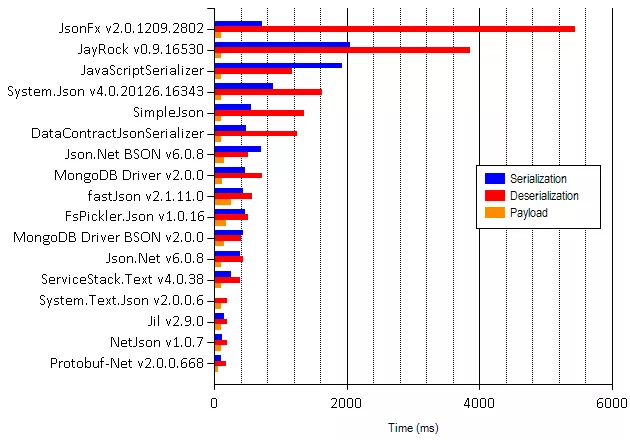 JsonFx v2.0.1209.2802
JayRock v0.9.16530
JavaScriptSerializer
System.Json v4.0.20126.16343
SimpleJson
DataContractJsonSerializer
Json.Net BSON v6.0.8
MongoDB Driver v2.0.0
fastJson v2.1.11.0
FsPickler.Json v1.0.16
MongoDB Driver BSON v2.0.0
Json.Net v6.0.8
ServiceStack.Text v4.0.38
System.Text.Json v2.0.0.6
Jil v2.9.0
NetJson v1.0.7
Protobuf-Net v2.0.0.668
Serialization
Deserialization
Payload
0 2000 4000 6000
Time (ms)